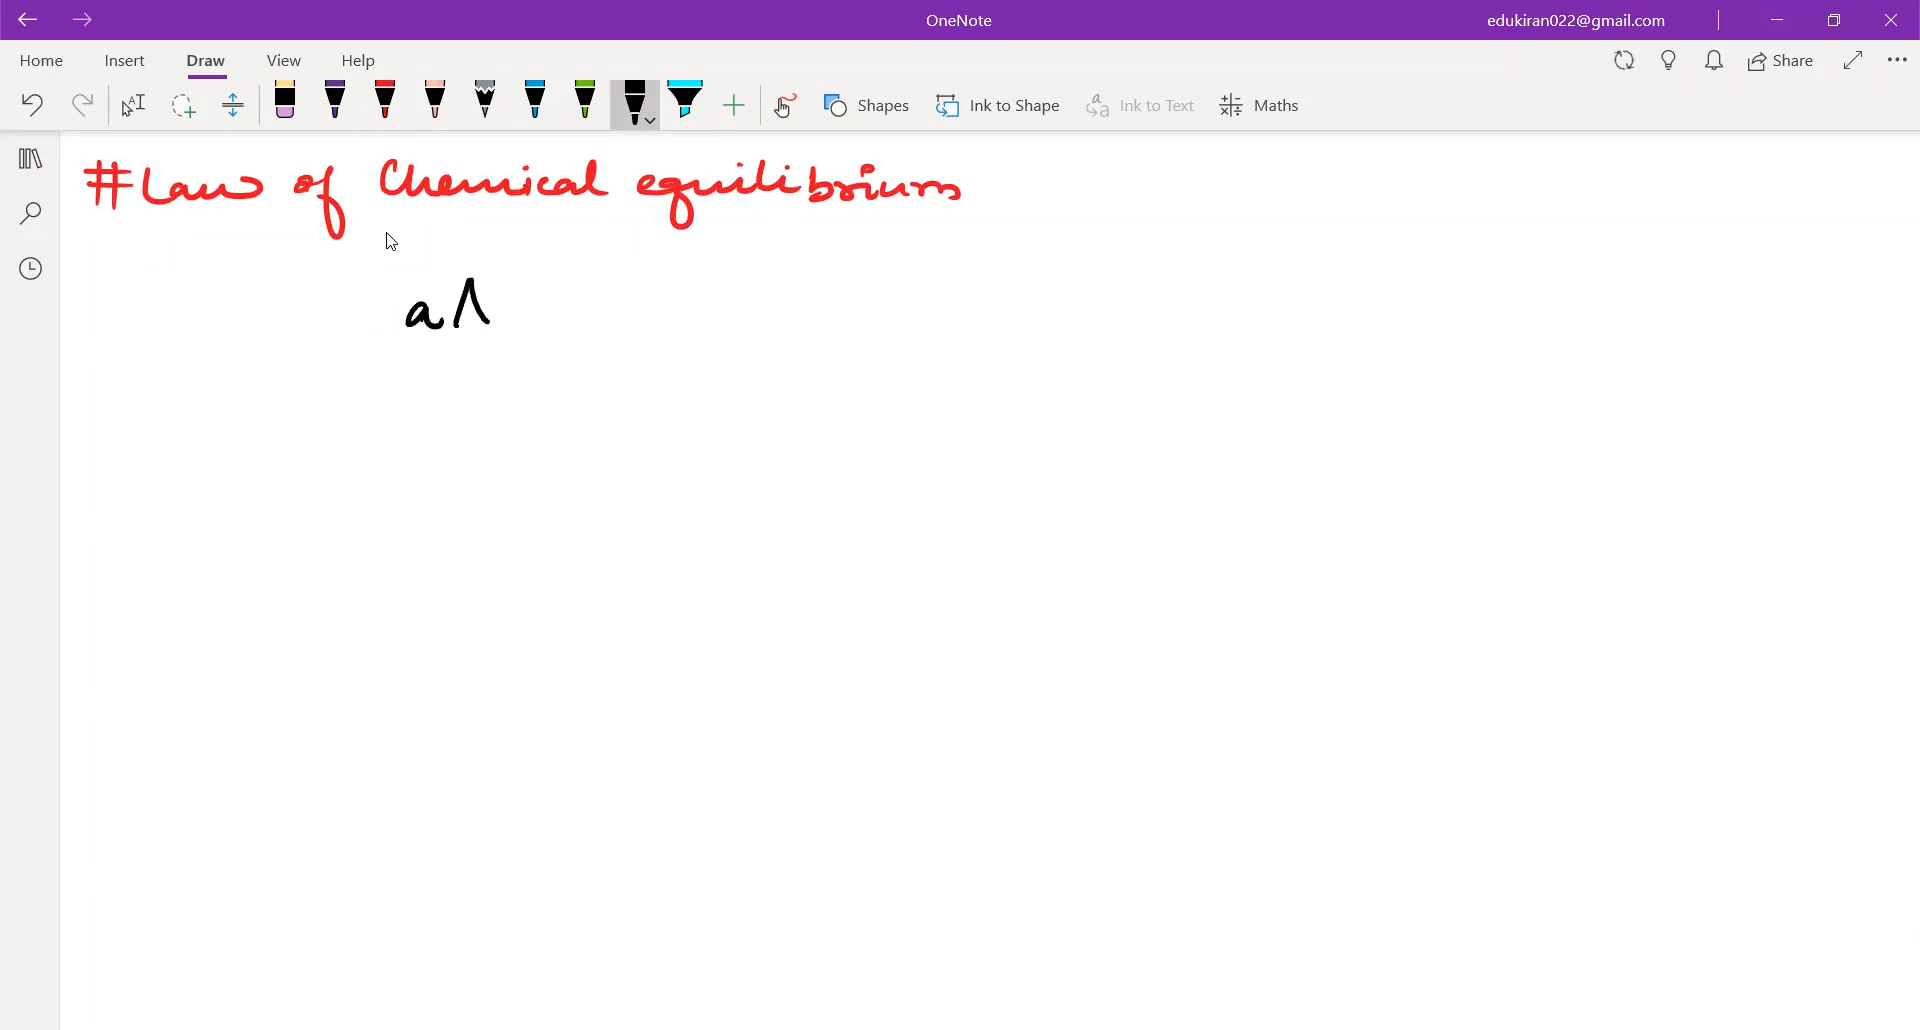 OneNote
edukiran022@gmail.com
Home Insert Draw View Help
Share
Shapes Ink to Shape Ink to Text Maths
#Law of Chemical equilibrium
a